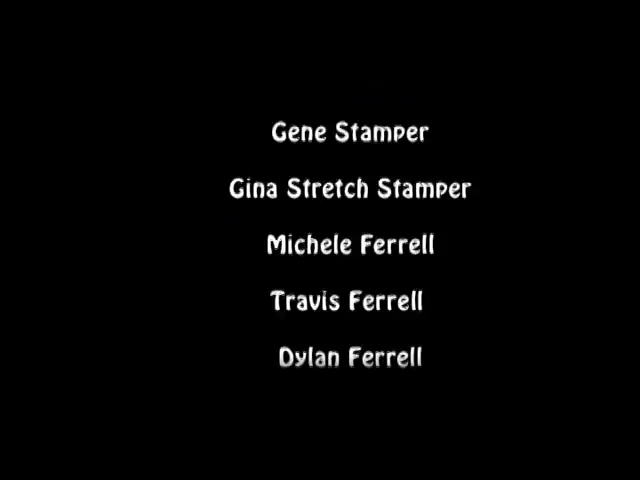 Gene Stamper
Gina Stretch Stamper
Michele Ferrell
Travis Ferrell
Dylan Ferrell